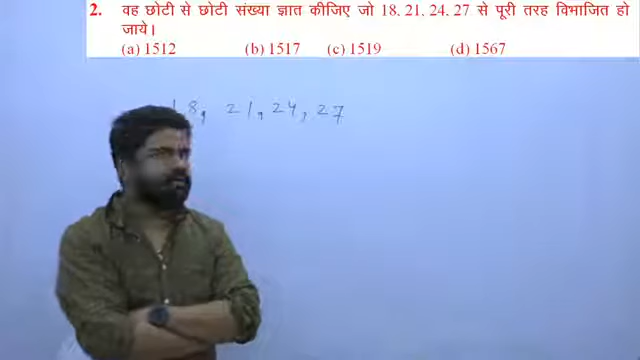 2. वह छोटी से छोटी संख्या ज्ञात कीजिए जो 18, 21, 24, 27 से पूरी तरह विभाजित हो
जाये।
(a) 1512 (b) 1517 (c) 1519 (d) 1567
18, 21, 24, 27